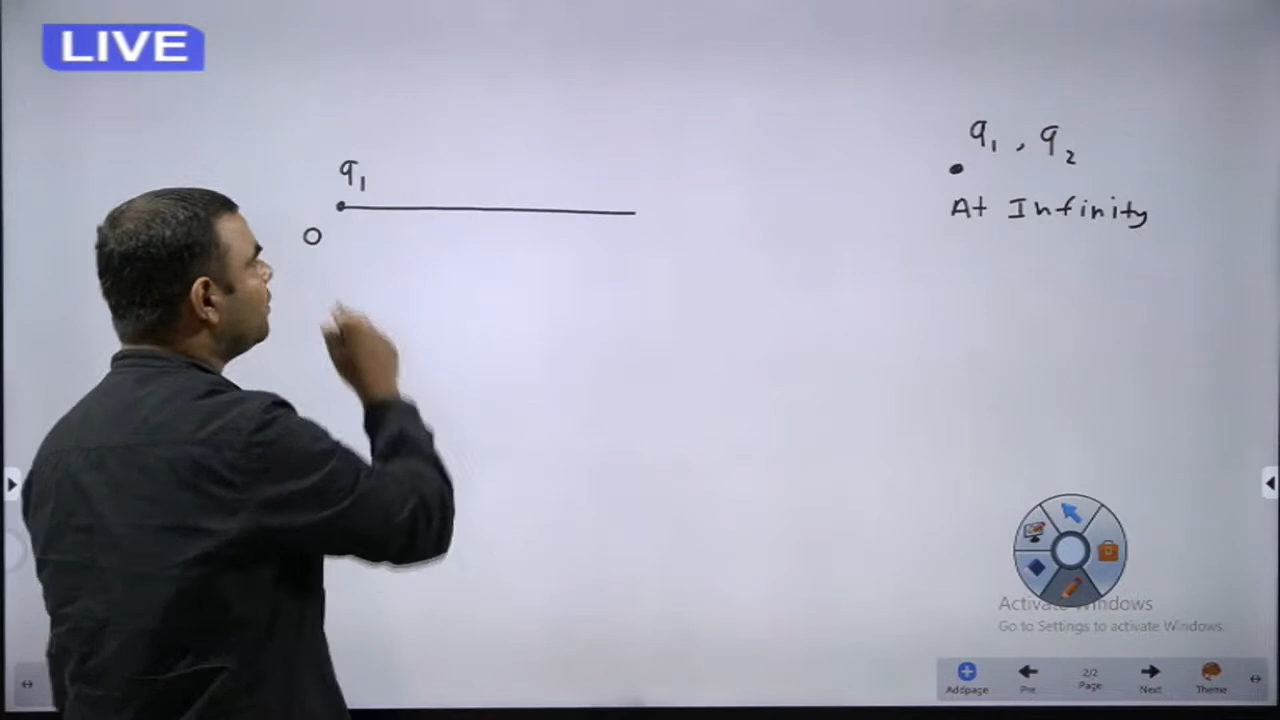 LIVE
q₁
O
q₁, q₂
At Infinity
Activate Windows
Go to Settings to activate Windows.
Addpage
Pre
2/2
Page
Next
Theme